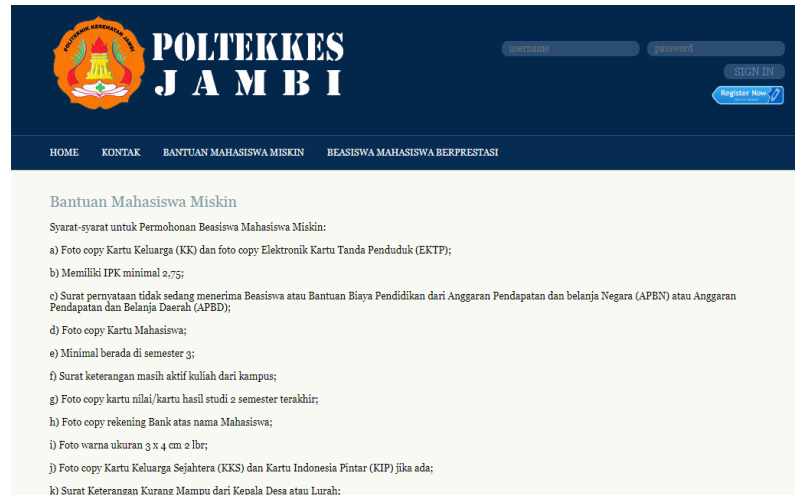 POLITEKNIK KESEHATAN JAMBI
POLTEKKES
JAMBI
username
password
SIGN IN
Register Now
HOME
KONTAK
BANTUAN MAHASISWA MISKIN
BEASISWA MAHASISWA BERPRESTASI
Bantuan Mahasiswa Miskin
Syarat-syarat untuk Permohonan Beasiswa Mahasiswa Miskin:
a) Foto copy Kartu Keluarga (KK) dan foto copy Elektronik Kartu Tanda Penduduk (EKTP);
b) Memiliki IPK minimal 2,75;
c) Surat pernyataan tidak sedang menerima Beasiswa atau Bantuan Biaya Pendidikan dari Anggaran Pendapatan dan belanja Negara (APBN) atau Anggaran
Pendapatan dan Belanja Daerah (APBD);
d) Foto copy Kartu Mahasiswa;
e) Minimal berada di semester 3;
f) Surat keterangan masih aktif kuliah dari kampus;
g) Foto copy kartu nilai/kartu hasil studi 2 semester terakhir;
h) Foto copy rekening Bank atas nama Mahasiswa;
i) Foto warna ukuran 3 x 4 cm 2 lbr;
j) Foto copy Kartu Keluarga Sejahtera (KKS) dan Kartu Indonesia Pintar (KIP) jika ada;
k) Surat Keterangan Kurang Mampu dari Kepala Desa atau Lurah;